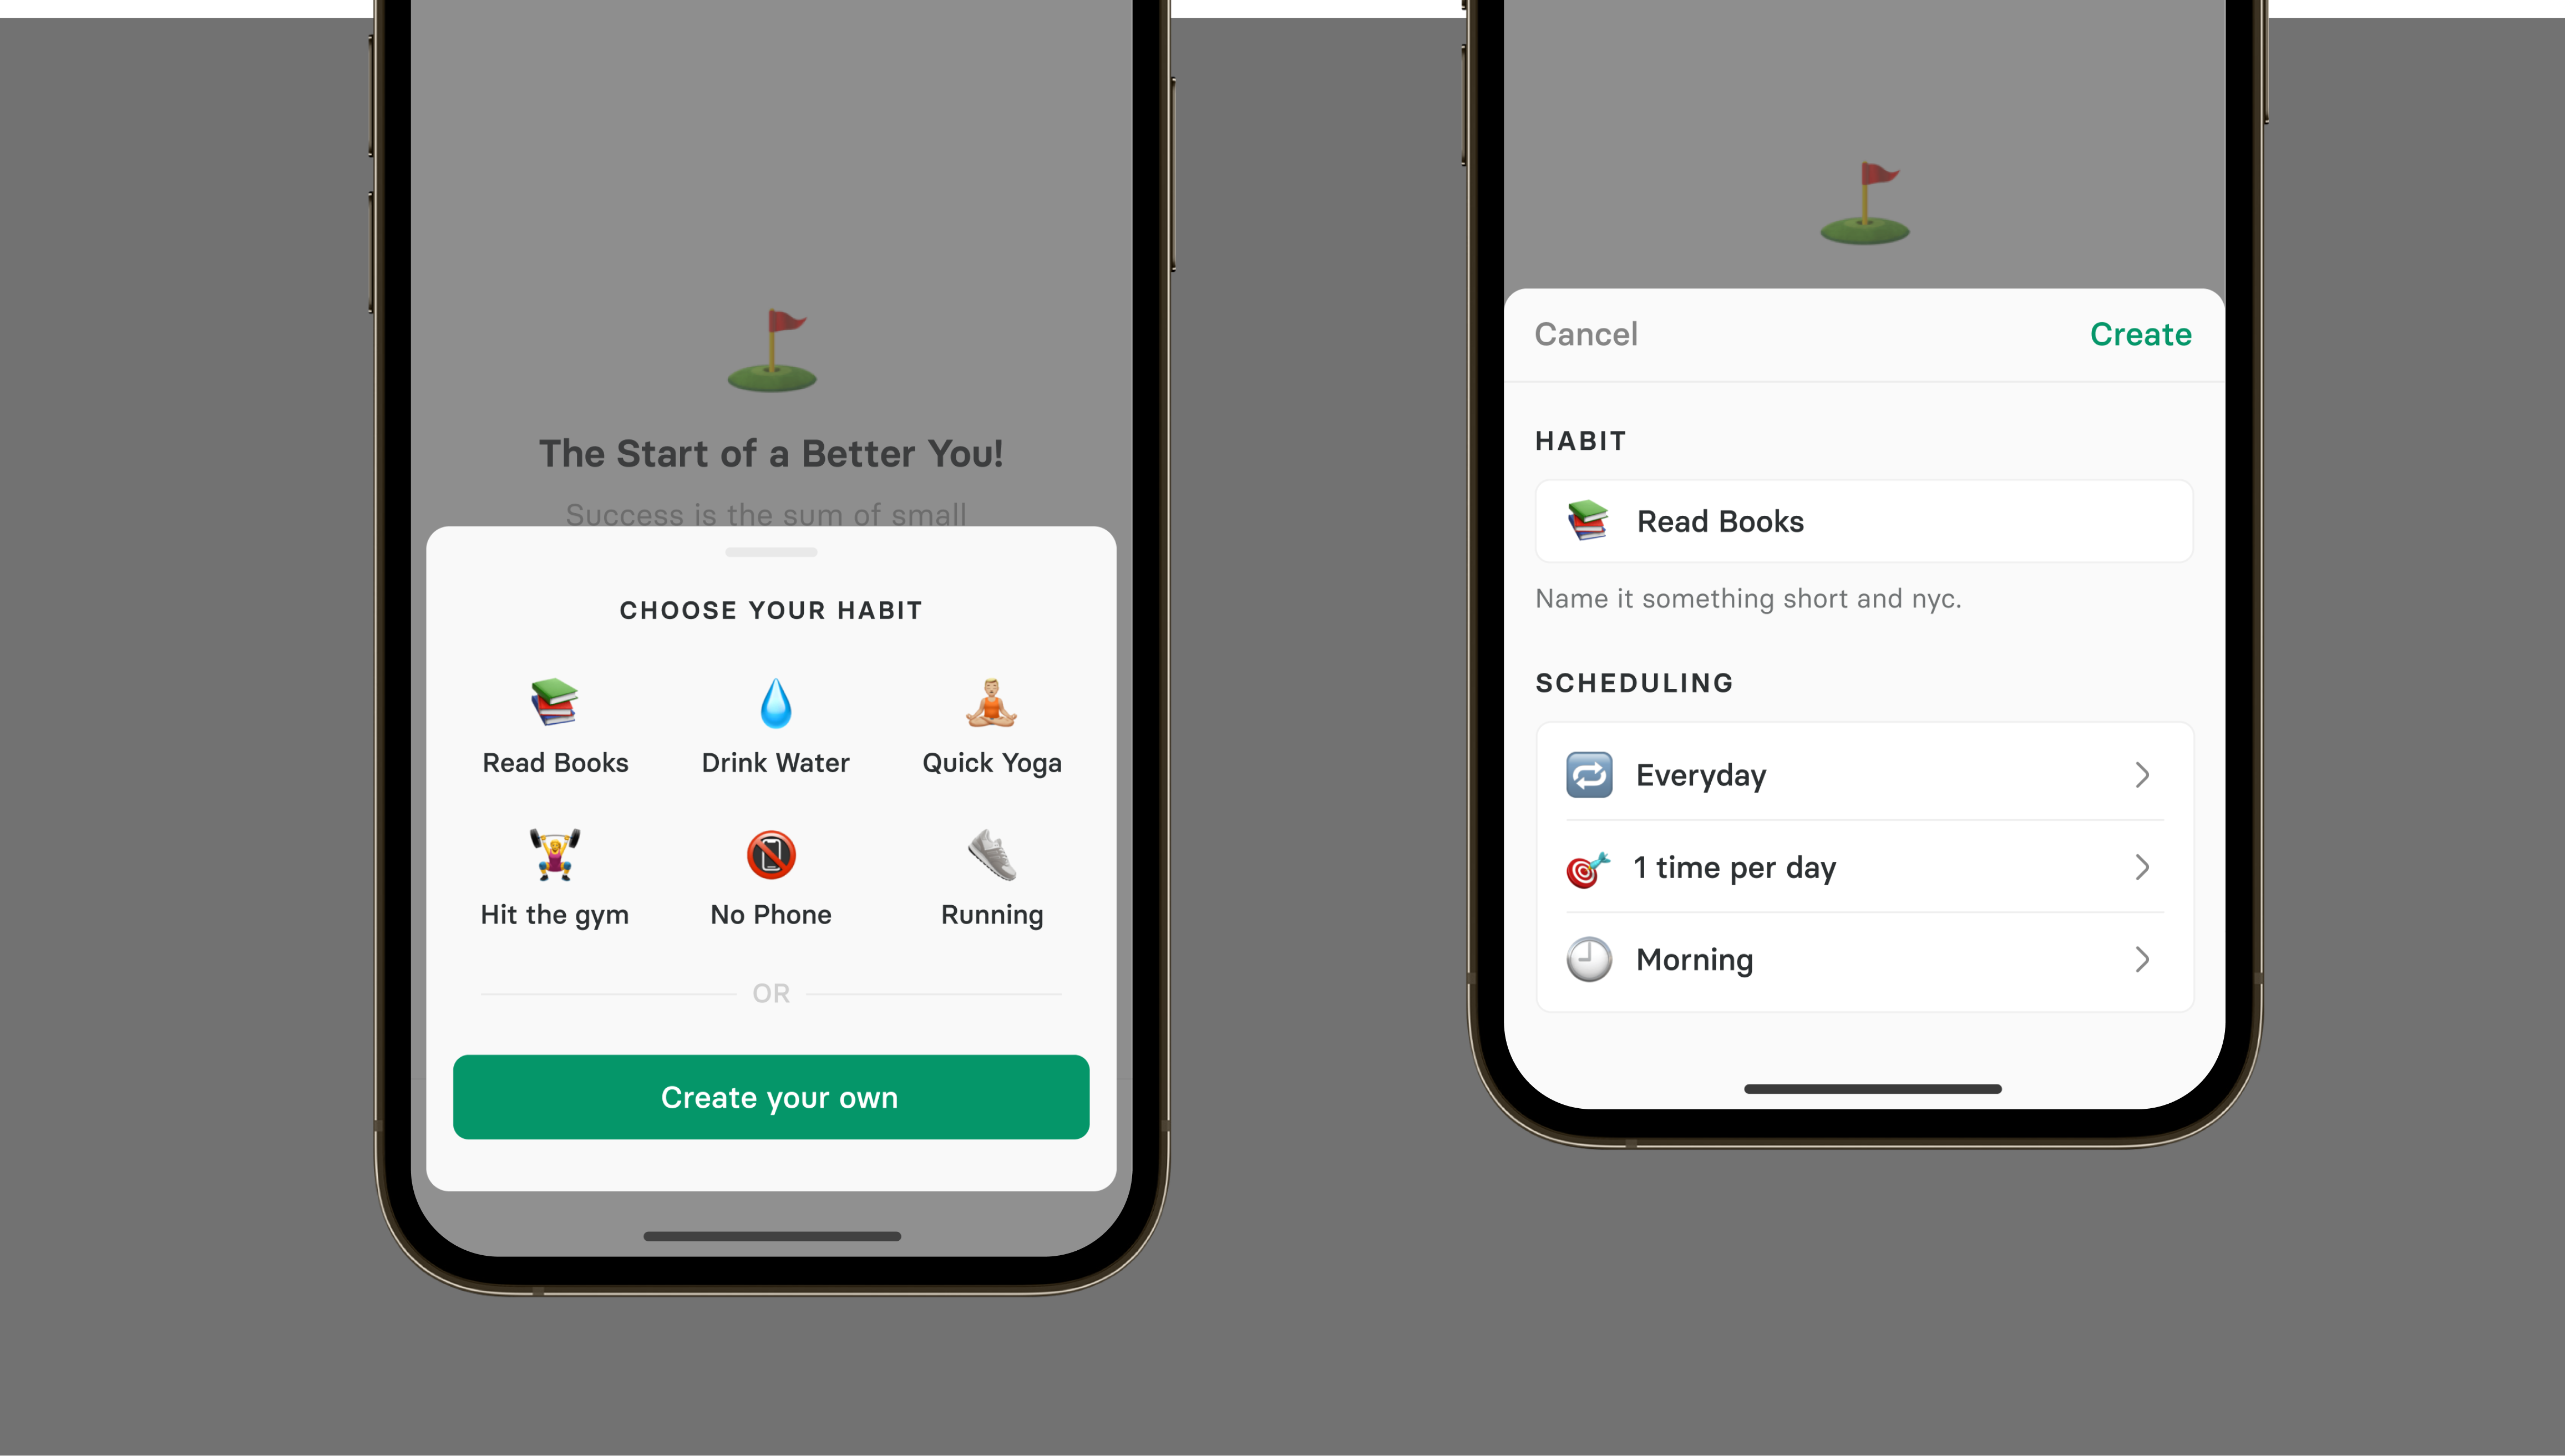 The Start of a Better You!
Success is the sum of small
CHOOSE YOUR HABIT
Read Books
Drink Water
Quick Yoga
Hit the gym
No Phone
Running
OR
Create your own
Cancel
Create
HABIT
Read Books
Name it something short and nyc.
SCHEDULING
Everyday
1 time per day
Morning